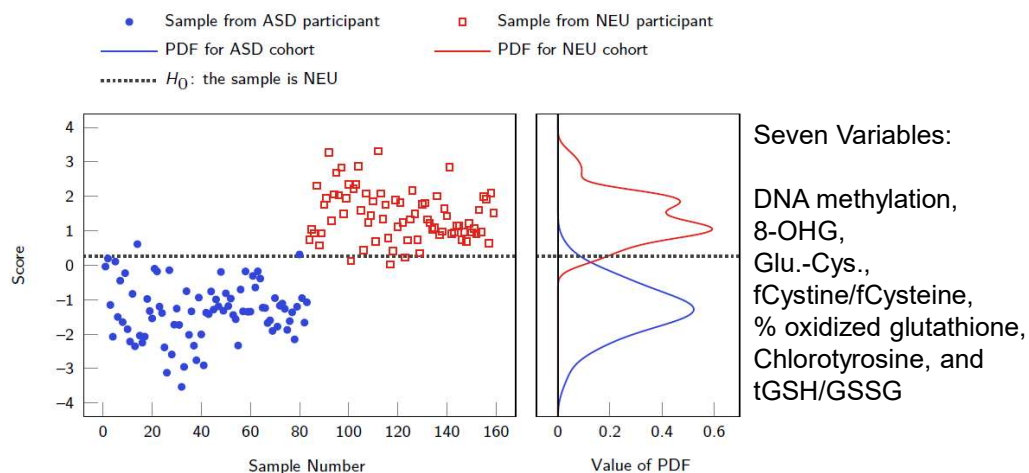 Sample from ASD participant
Sample from NEU participant
PDF for ASD cohort
PDF for NEU cohort
H0: the sample is NEU
4
3
2
1
0
−1
−2
−3
−4
Score
0
20
40
60
80
100
120
140
160
Sample Number
0
0.2
0.4
0.6
Value of PDF
Seven Variables:
DNA methylation,
8-OHG,
Glu.-Cys.,
fCystine/fCysteine,
% oxidized glutathione,
Chlorotyrosine, and
tGSH/GSSG